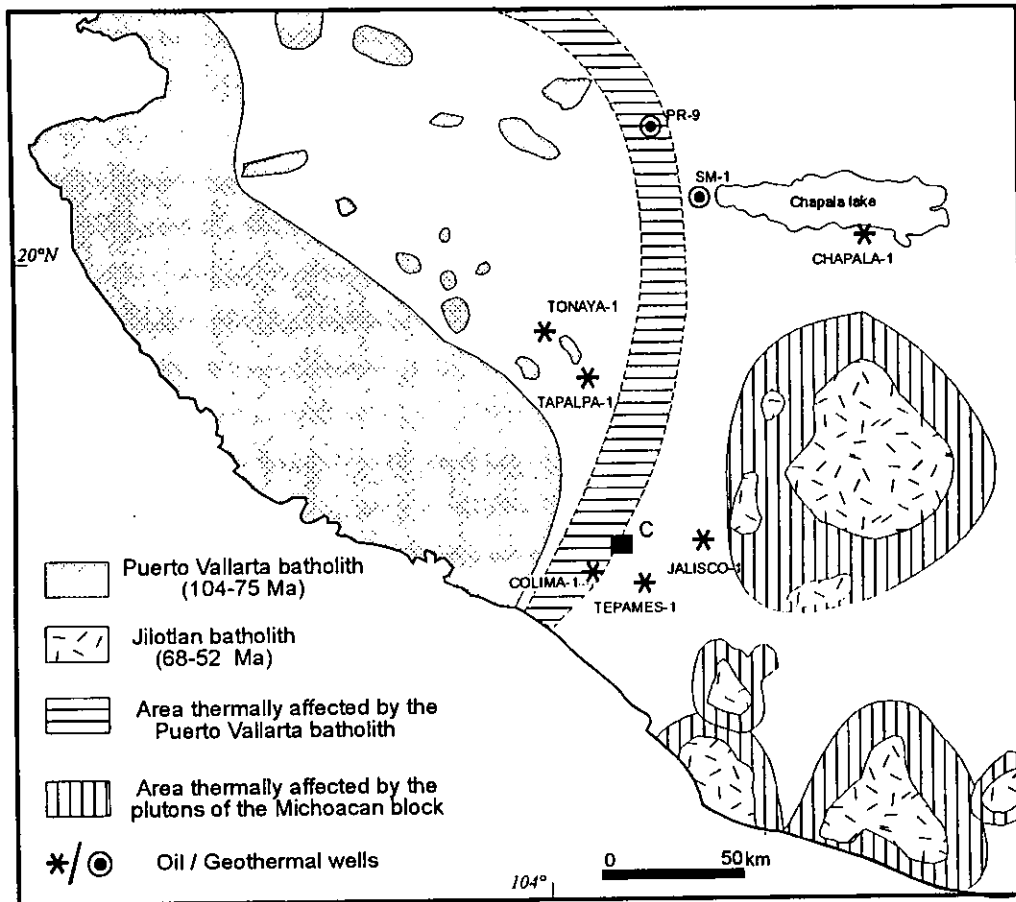 PR-9
SM-1
Chapala lake
20°N
CHAPALA-1
TONAYA-1
TAPALPA-1
C
COLIMA-1
JALISCO-1
TEPAMES-1
Puerto Vallarta batholith
(104-75 Ma)
Jilotlan batholith
(68-52 Ma)
Area thermally affected by the
Puerto Vallarta batholith
Area thermally affected by the
plutons of the Michoacan block
Oil / Geothermal wells
0 50km
104°